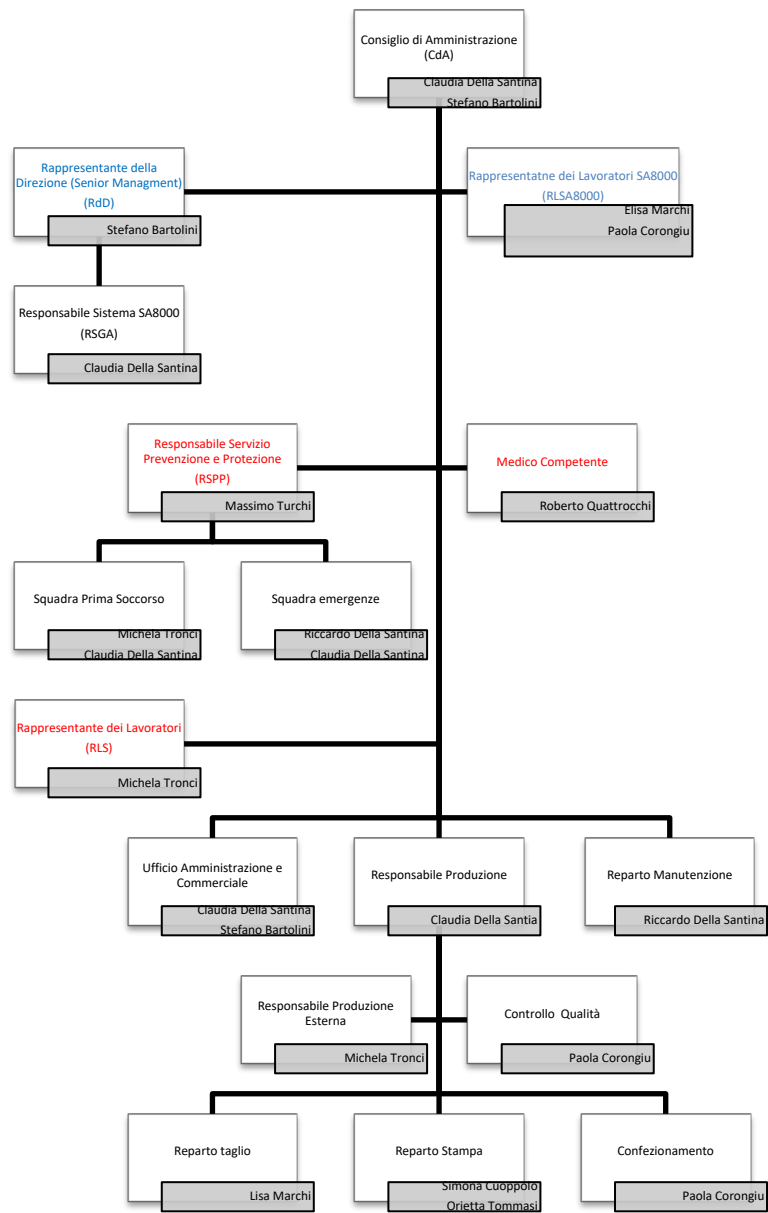 Consiglio di Amministrazione
(CdA)
Claudia Della Santina
Stefano Bartolini
Rappresentante della
Direzione (Senior Managment)
(RdD)
Stefano Bartolini
Rappresentatne dei Lavoratori SA8000
(RLSA8000)
Elisa Marchi
Paola Corongiu
Responsabile Sistema SA8000
(RSGA)
Claudia Della Santina
Responsabile Servizio
Prevenzione e Protezione
(RSPP)
Massimo Turchi
Medico Competente
Roberto Quattrocchi
Squadra Prima Soccorso
Michela Tronci
Claudia Della Santina
Squadra emergenze
Riccardo Della Santina
Claudia Della Santina
Rappresentante dei Lavoratori
(RLS)
Michela Tronci
Ufficio Amministrazione e
Commerciale
Claudia Della Santina
Stefano Bartolini
Responsabile Produzione
Claudia Della Santia
Reparto Manutenzione
Riccardo Della Santina
Responsabile Produzione
Esterna
Michela Tronci
Controllo Qualità
Paola Corongiu
Reparto taglio
Lisa Marchi
Reparto Stampa
Simona Cuoppolo
Orietta Tommasi
Confezionamento
Paola Corongiu